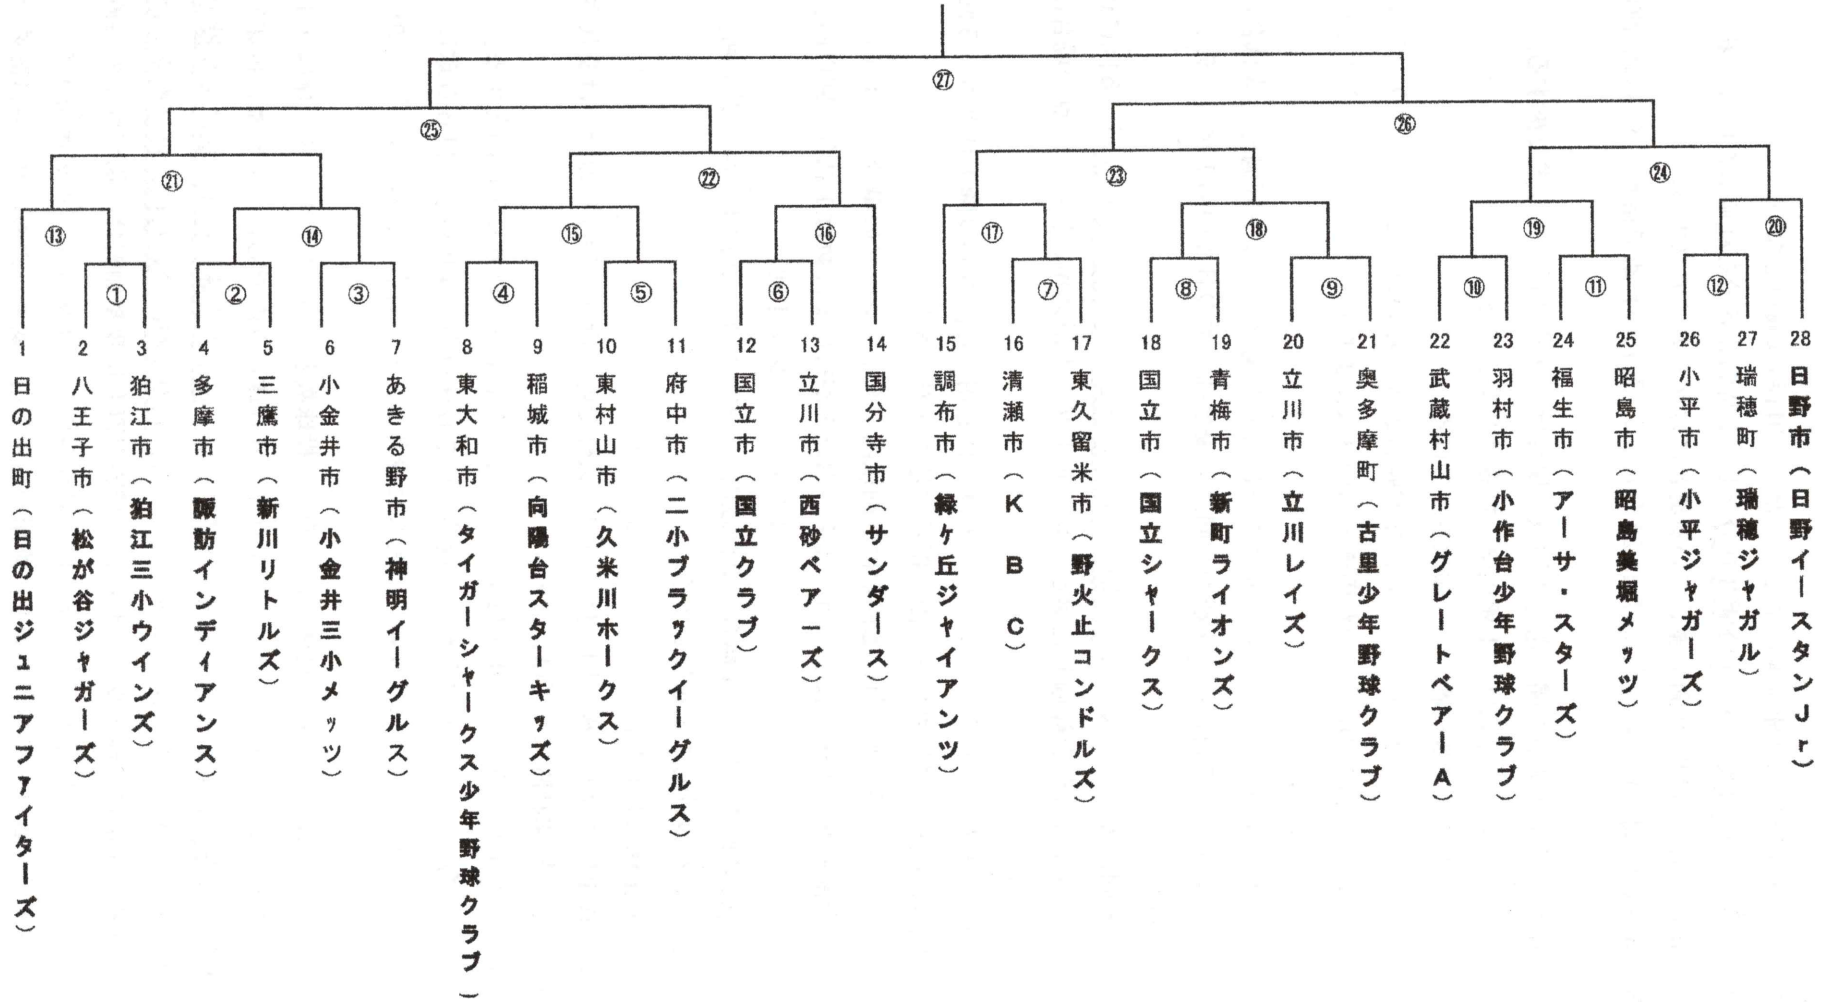 ㉗
㉕
㉖
㉑
㉒
㉓
㉔
⑬
⑭
⑮
⑯
⑰
⑱
⑲
⑳
①
②
③
④
⑤
⑥
⑦
⑧
⑨
⑩
⑪
⑫
1 日の出町（日の出ジュニアファイターズ）
2 八王子市（松が谷ジャガーズ）
3 狛江市（狛江三小ウインズ）
4 多摩市（諏訪インディアンス）
5 三鷹市（新川リトルズ）
6 小金井市（小金井三小メッツ）
7 あきる野市（神明イーグルス）
8 東大和市（タイガーシャークス少年野球クラブ）
9 稲城市（向陽台スターキッズ）
10 東村山市（久米川ホークス）
11 府中市（二小ブラックイーグルス）
12 国立市（国立クラブ）
13 立川市（西砂ベアーズ）
14 国分寺市（サンダース）
15 調布市（緑ヶ丘ジャイアンツ）
16 清瀬市（KBC）
17 東久留米市（野火止コンドルズ）
18 国立市（国立シャークス）
19 青梅市（新町ライオンズ）
20 立川市（立川レイズ）
21 奥多摩町（古里少年野球クラブ）
22 武蔵村山市（グレートベアーA）
23 羽村市（小作台少年野球クラブ）
24 福生市（アーサ・スターズ）
25 昭島市（昭島美堀メッツ）
26 小平市（小平ジャガーズ）
27 瑞穂町（瑞穂ジャガル）
28 日野市（日野イースタンJr）